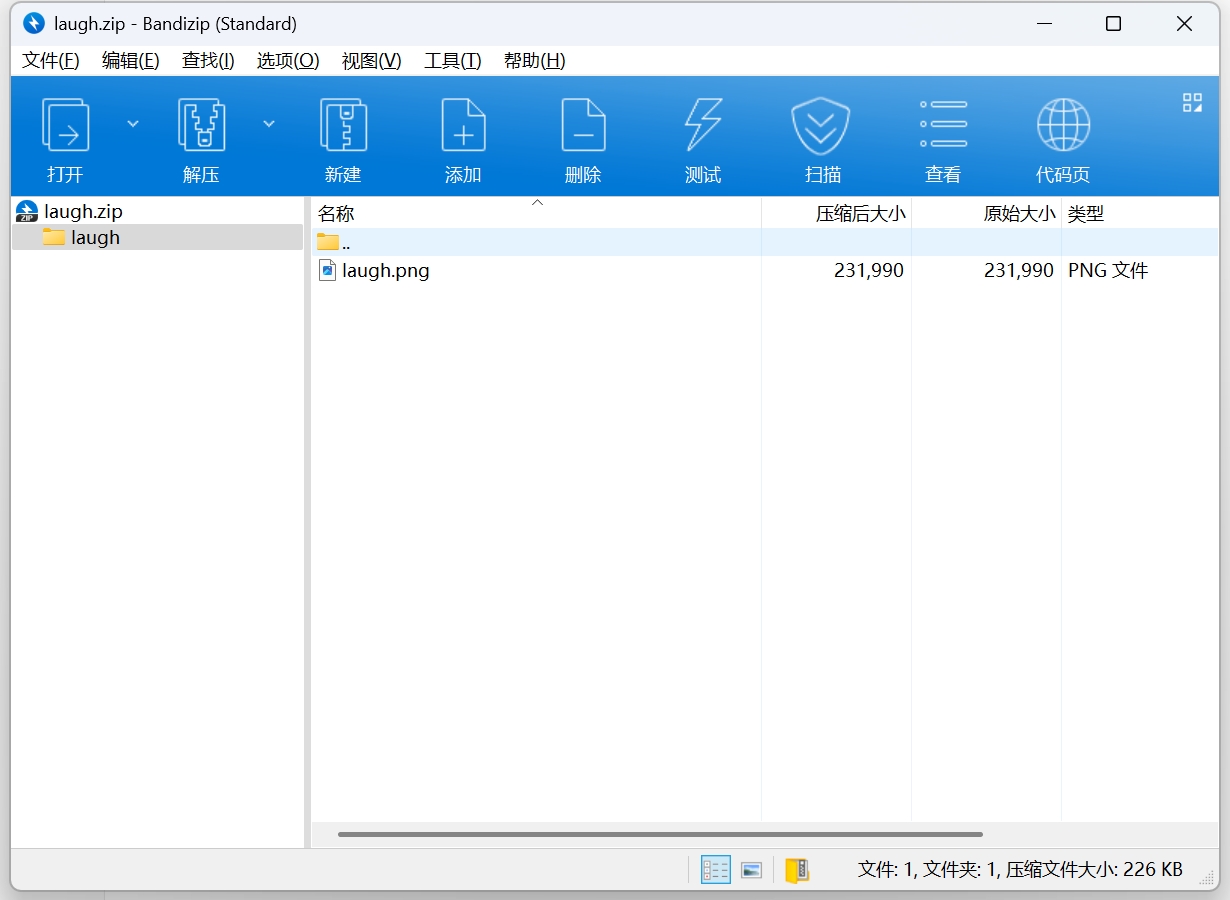 laugh.zip - Bandizip (Standard)
文件(F) 编辑(E) 查找(I) 选项(O) 视图(V) 工具(T) 帮助(H)
打开 解压 新建 添加 删除 测试 扫描 查看 代码页
laugh.zip
laugh
名称 压缩后大小 原始大小 类型
..
laugh.png 231,990 231,990 PNG 文件
文件: 1, 文件夹: 1, 压缩文件大小: 226 KB